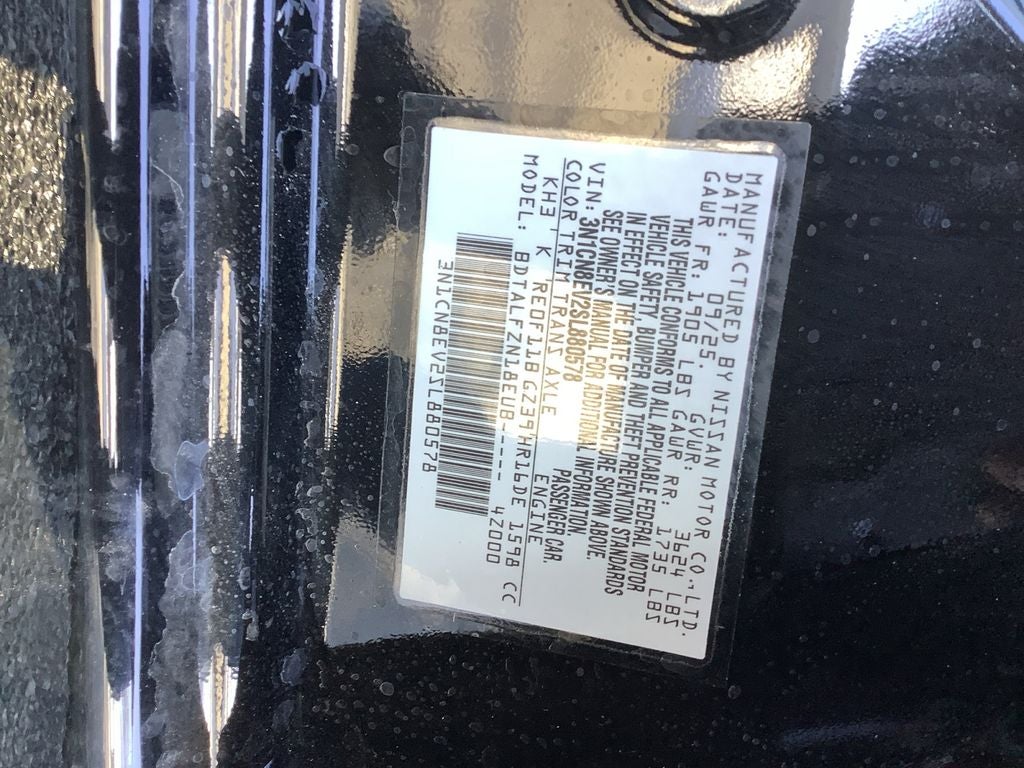 MANUFACTURED BY NISSAN MOTOR CO.,LTD.
DATE: 09/25. GVWR: 3624 LBS
GAWR FR: 1905 LBS GAWR RR: 1735 LBS
THIS VEHICLE CONFORMS TO ALL APPLICABLE FEDERAL MOTOR
VEHICLE SAFETY, BUMPER AND THEFT PREVENTION STANDARDS
IN EFFECT ON THE DATE OF MANUFACTURE SHOWN ABOVE.
SEE OWNER'S MANUAL FOR ADDITIONAL INFORMATION.
VIN: 3N1CN8EV2SL880578 PASSENGER CAR.
COLOR TRIM TRANS AXLE ENGINE
KH3 ' K ' RE0F11B GZ39 HR16DE 1598 CC
MODEL: BDTALFZN18EUB----- 4Z000
3N1CN8EV2SL880578